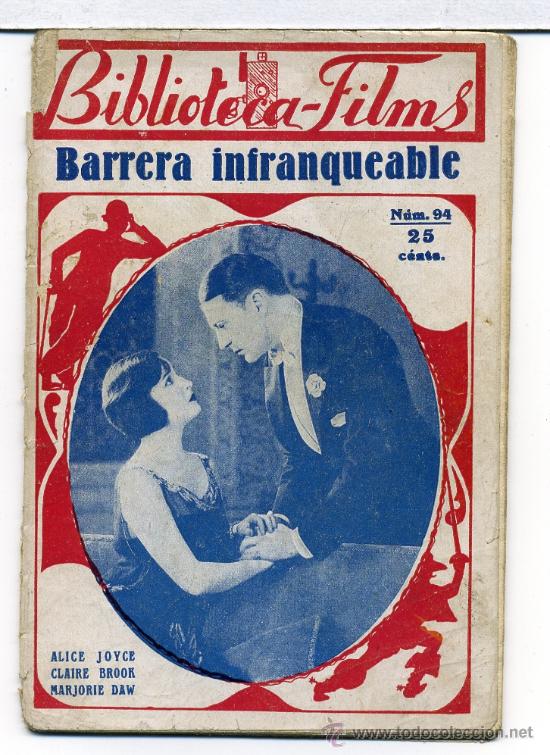 Biblioteca-Films
Barrera infranqueable
Núm. 94
25
cénts.
ALICE JOYCE
CLAIRE BROOK
MARJORIE DAW
www.todocoleccion.net